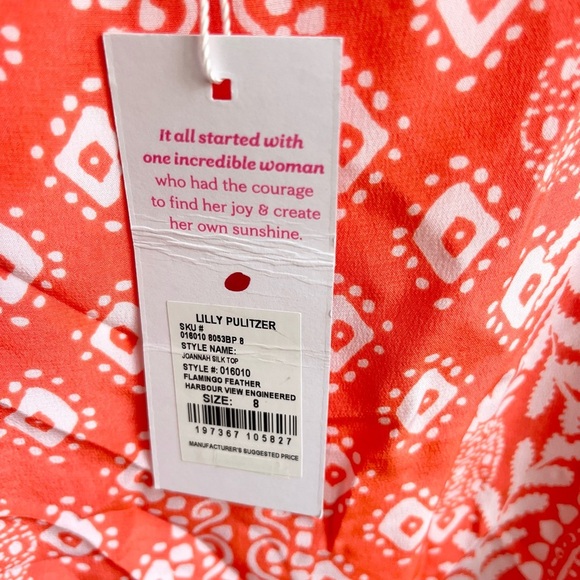 It all started with
one incredible woman
who had the courage
to find her joy & create
her own sunshine.
LILLY PULITZER
SKU #
016010 8053BP 8
STYLE NAME:
JOANNAH SILK TOP
STYLE #: 016010
FLAMINGO FEATHER
HARBOUR VIEW ENGINEERED
SIZE: 8
197367 105827
MANUFACTURER'S SUGGESTED PRICE